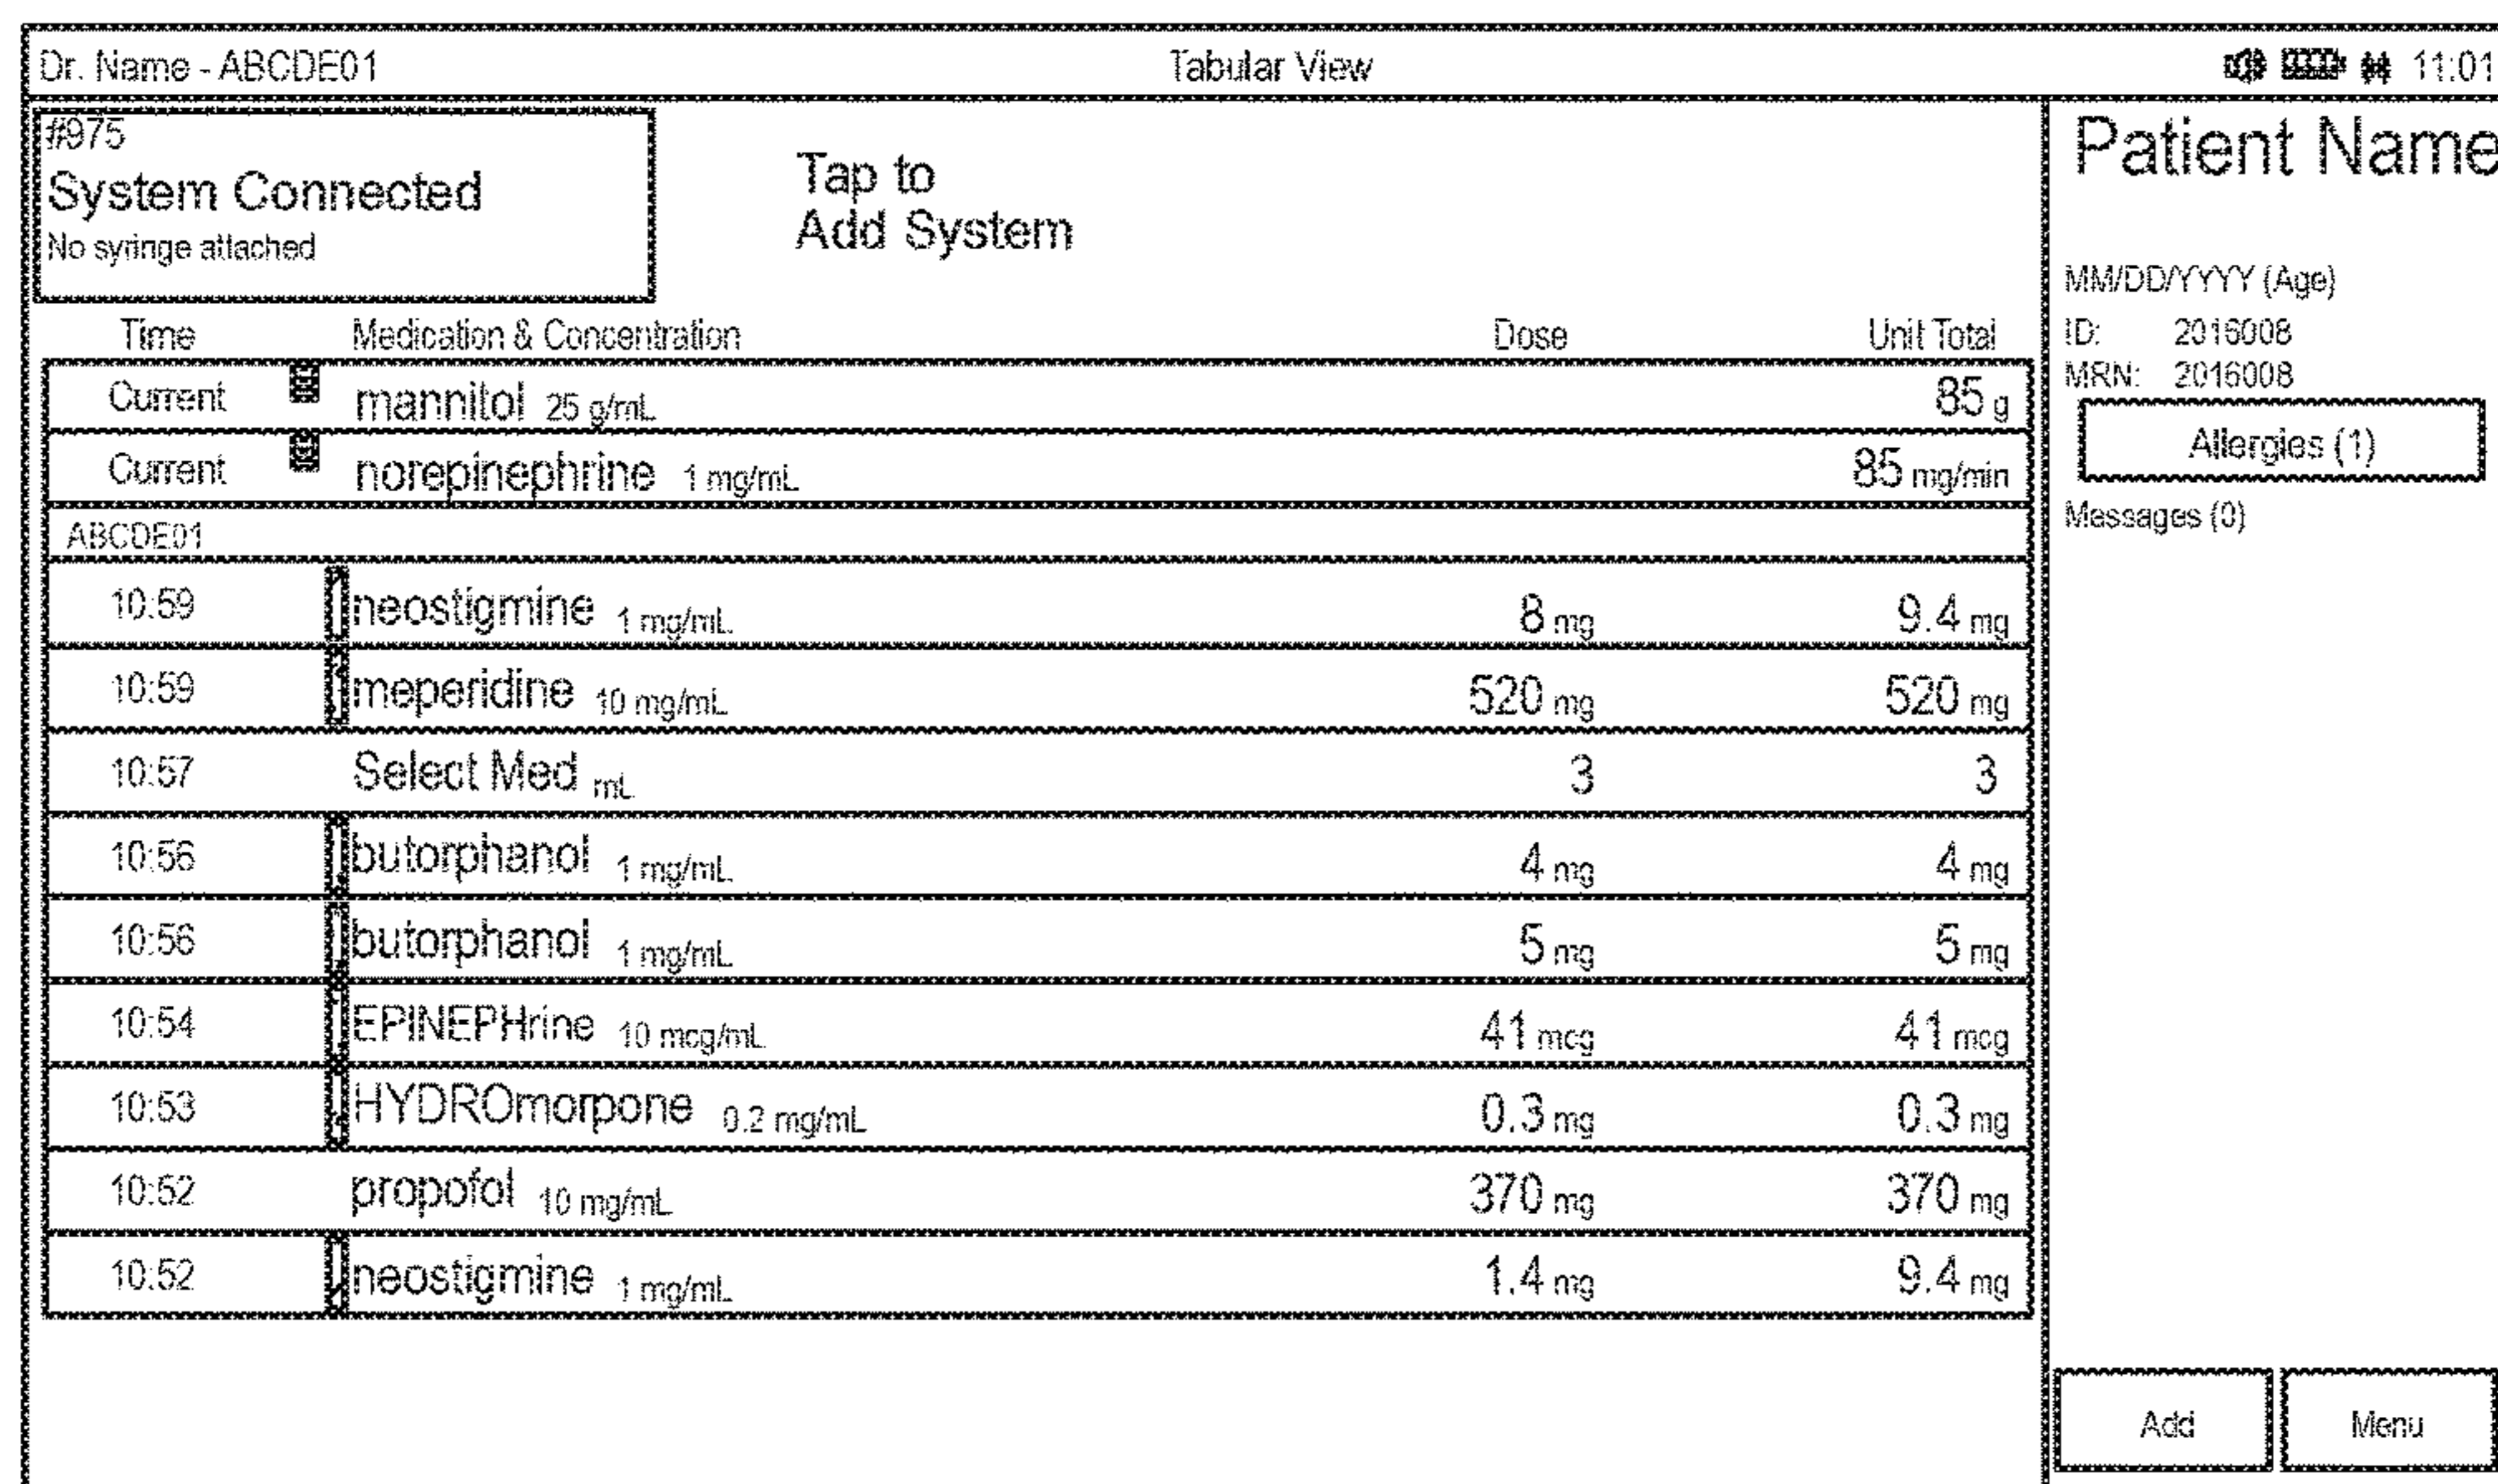 Dr. Name - ABCDE01 Tabular View 11:01
#975
System Connected
No syringe attached
Tap to
Add System
Time Medication & Concentration Dose Unit Total
Current mannitol 25 g/mL 85 g
Current norepinephrine 1 mg/mL 85 mg/min
ABCDE01
10:59 neostigmine 1 mg/mL 8 mg 9.4 mg
10:59 meperidine 10 mg/mL 520 mg 520 mg
10:57 Select Med mL 3 3
10:56 butorphanol 1 mg/mL 4 mg 4 mg
10:56 butorphanol 1 mg/mL 5 mg 5 mg
10:54 EPINEPHrine 10 mcg/mL 41 mcg 41 mcg
10:53 HYDROmorpone 0.2 mg/mL 0.3 mg 0.3 mg
10:52 propofol 10 mg/mL 370 mg 370 mg
10:52 neostigmine 1 mg/mL 1.4 mg 9.4 mg
Patient Name
MM/DD/YYYY (Age)
ID: 2016008
MRN: 2016008
Allergies (1)
Messages (0)
Add Menu